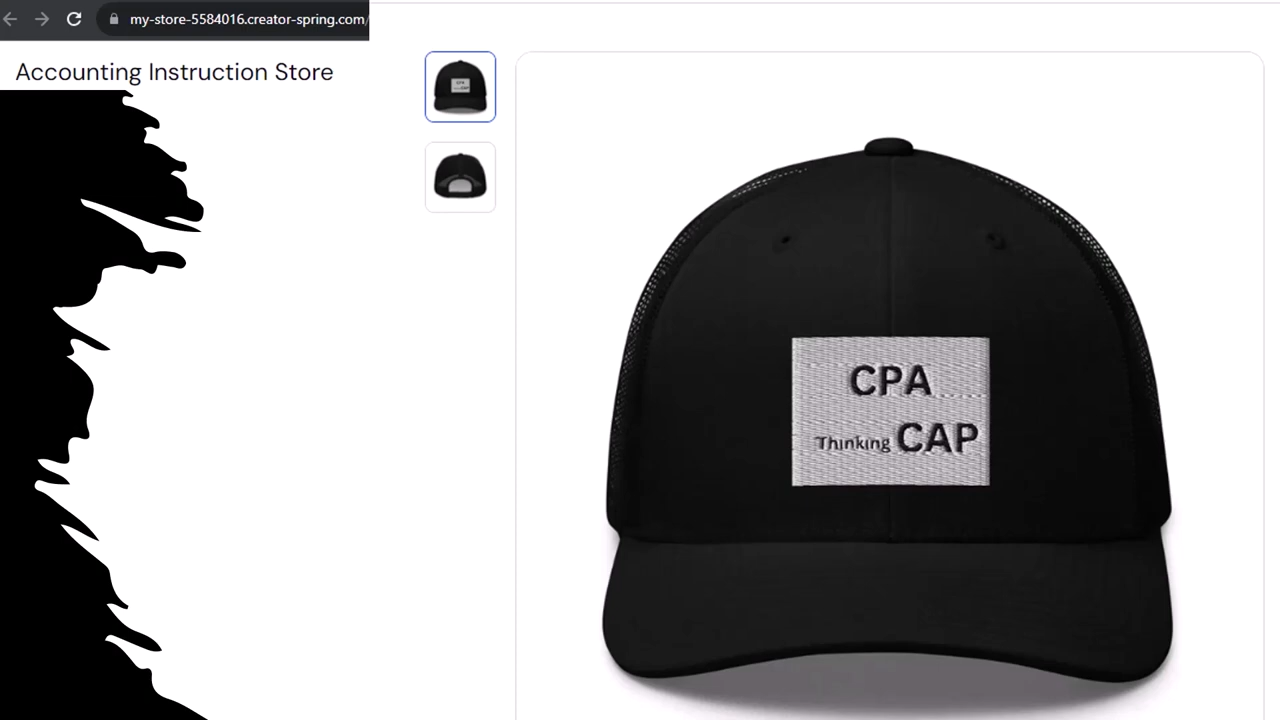 my-store-5584016.creator-spring.com/
Accounting Instruction Store
CPA
Thinking CAP